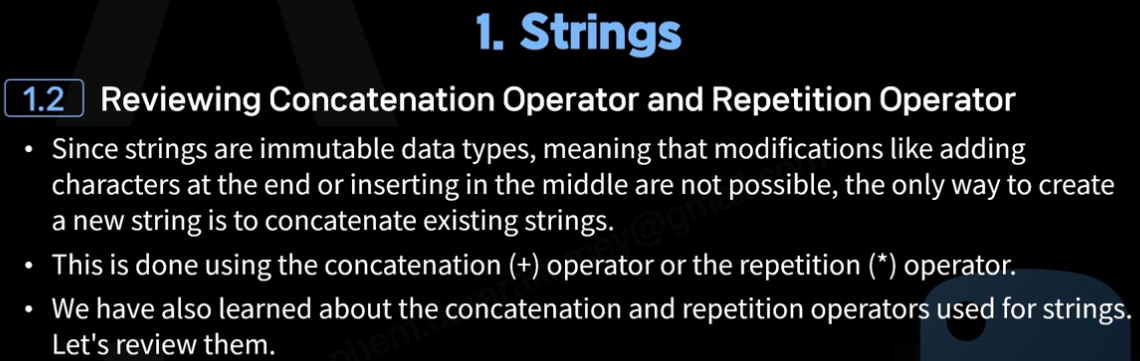 1. Strings
1.2 Reviewing Concatenation Operator and Repetition Operator
• Since strings are immutable data types, meaning that modifications like adding
characters at the end or inserting in the middle are not possible, the only way to create
a new string is to concatenate existing strings.
• This is done using the concatenation (+) operator or the repetition (*) operator.
• We have also learned about the concatenation and repetition operators used for strings.
Let's review them.